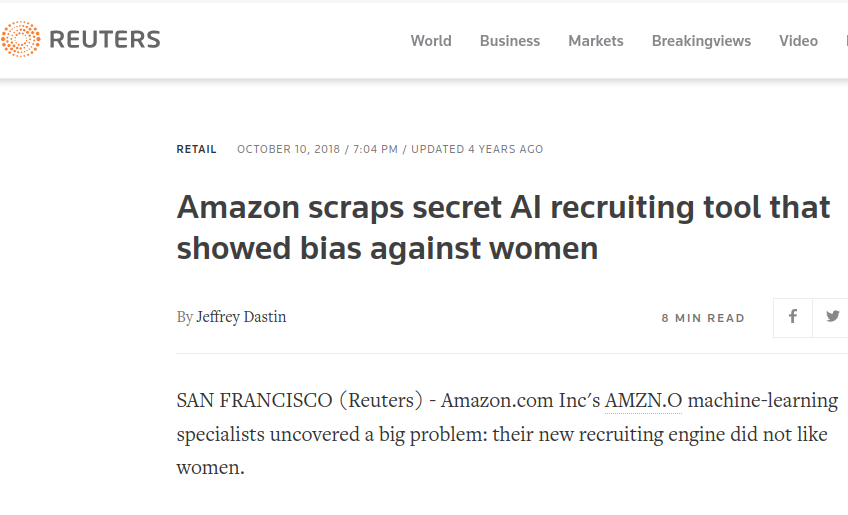 REUTERS World Business Markets Breakingviews Video
RETAIL OCTOBER 10, 2018 / 7:04 PM / UPDATED 4 YEARS AGO
Amazon scraps secret AI recruiting tool that
showed bias against women
By Jeffrey Dastin 8 MIN READ
SAN FRANCISCO (Reuters) - Amazon.com Inc’s AMZN.O machine-learning
specialists uncovered a big problem: their new recruiting engine did not like
women.